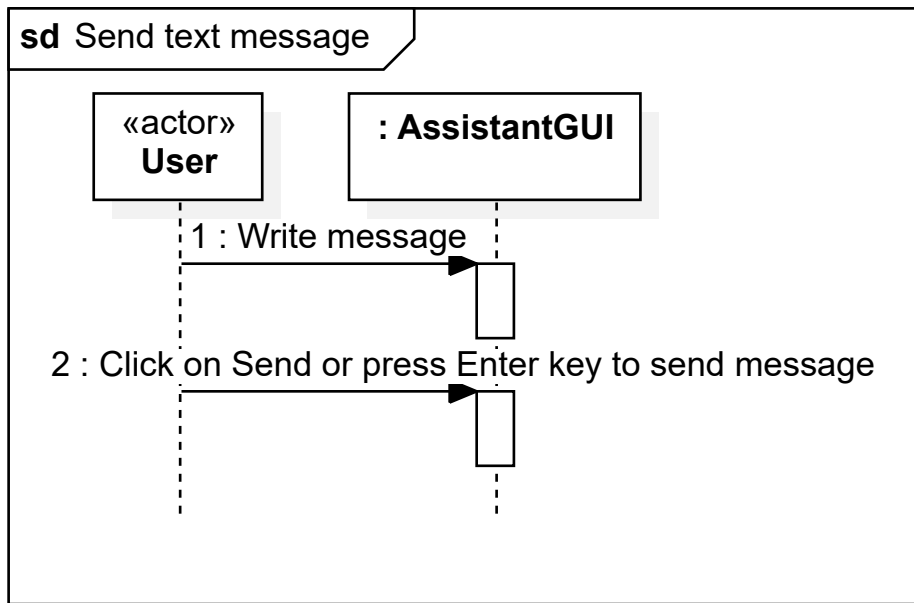 sd Send text message
«actor»
User
: AssistantGUI
1 : Write message
2 : Click on Send or press Enter key to send message